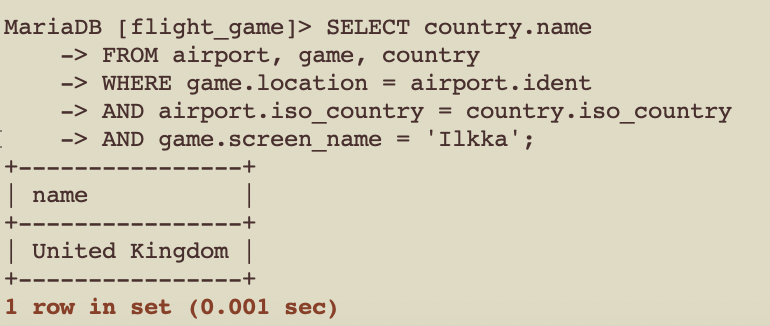 MariaDB [flight_game]> SELECT country.name
    -> FROM airport, game, country
    -> WHERE game.location = airport.ident
    -> AND airport.iso_country = country.iso_country
    -> AND game.screen_name = 'Ilkka';
+----------------+
| name           |
+----------------+
| United Kingdom |
+----------------+
1 row in set (0.001 sec)